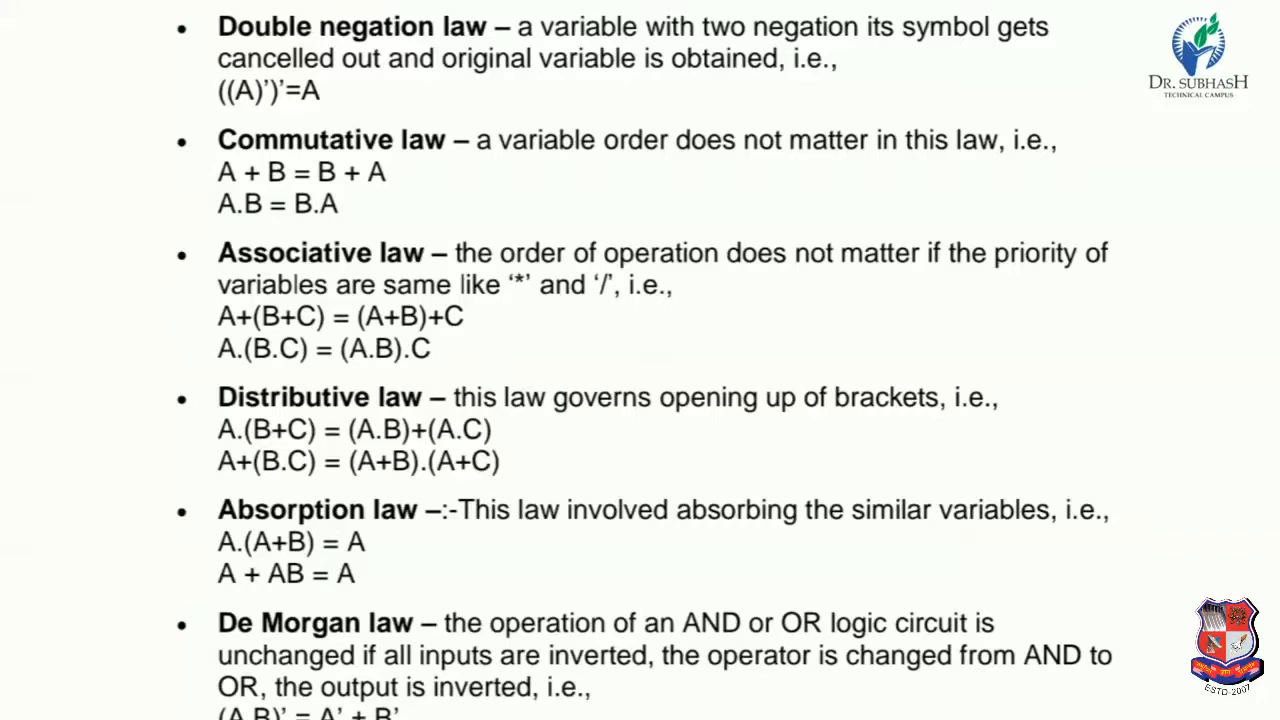 • Double negation law – a variable with two negation its symbol gets
cancelled out and original variable is obtained, i.e.,
((A)’)’=A
• Commutative law – a variable order does not matter in this law, i.e.,
A + B = B + A
A.B = B.A
• Associative law – the order of operation does not matter if the priority of
variables are same like ‘*’ and ‘/’, i.e.,
A+(B+C) = (A+B)+C
A.(B.C) = (A.B).C
• Distributive law – this law governs opening up of brackets, i.e.,
A.(B+C) = (A.B)+(A.C)
A+(B.C) = (A+B).(A+C)
• Absorption law –:-This law involved absorbing the similar variables, i.e.,
A.(A+B) = A
A + AB = A
• De Morgan law – the operation of an AND or OR logic circuit is
unchanged if all inputs are inverted, the operator is changed from AND to
OR, the output is inverted, i.e.,
(A.B)’ = A’ + B’
DR. SUBHASH
TECHNICAL CAMPUS
ESTD-2007